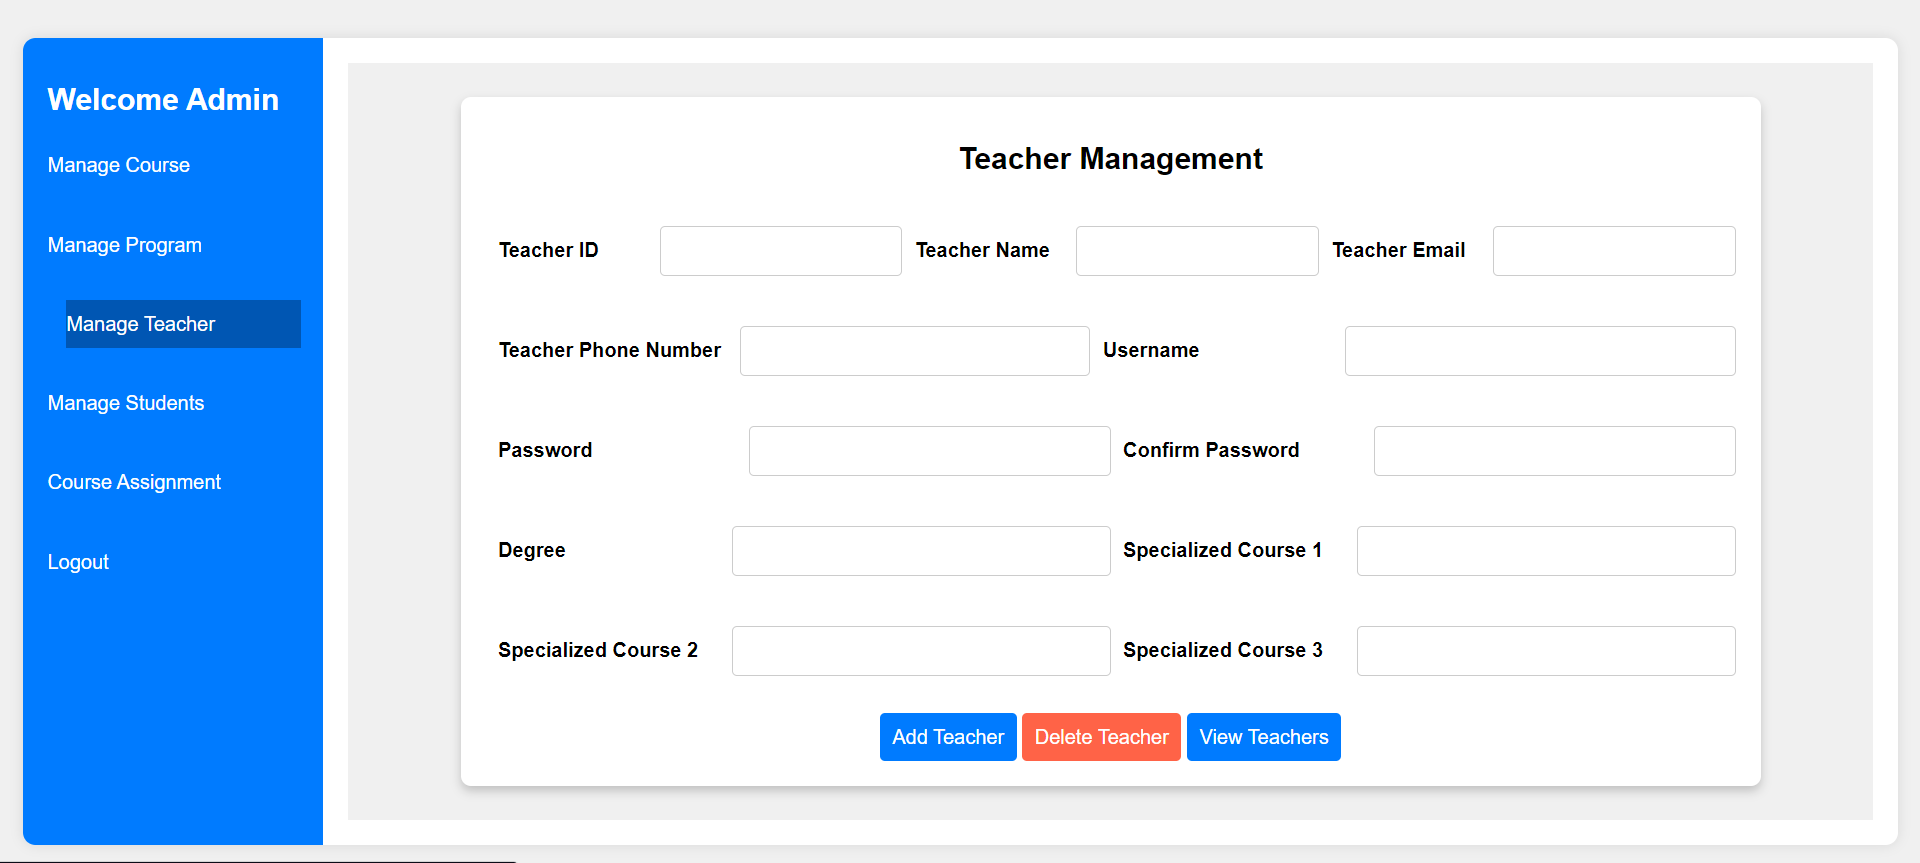 Welcome Admin
Manage Course
Manage Program
Manage Teacher
Manage Students
Course Assignment
Logout
Teacher Management
Teacher ID Teacher Name Teacher Email
Teacher Phone Number Username
Password Confirm Password
Degree Specialized Course 1
Specialized Course 2 Specialized Course 3
Add Teacher Delete Teacher View Teachers